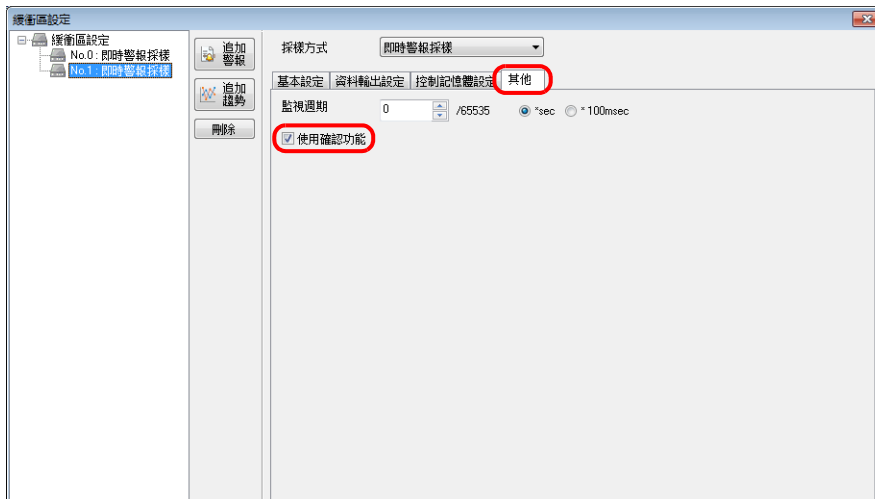 緩衝區設定
緩衝區設定
No.0 : 即時警報採樣
No.1 : 即時警報採樣
追加
警報
追加
趨勢
刪除
採樣方式 即時警報採樣
基本設定 資料輸出設定 控制記憶體設定 其他
監視週期 0 /65535 *sec * 100msec
使用確認功能